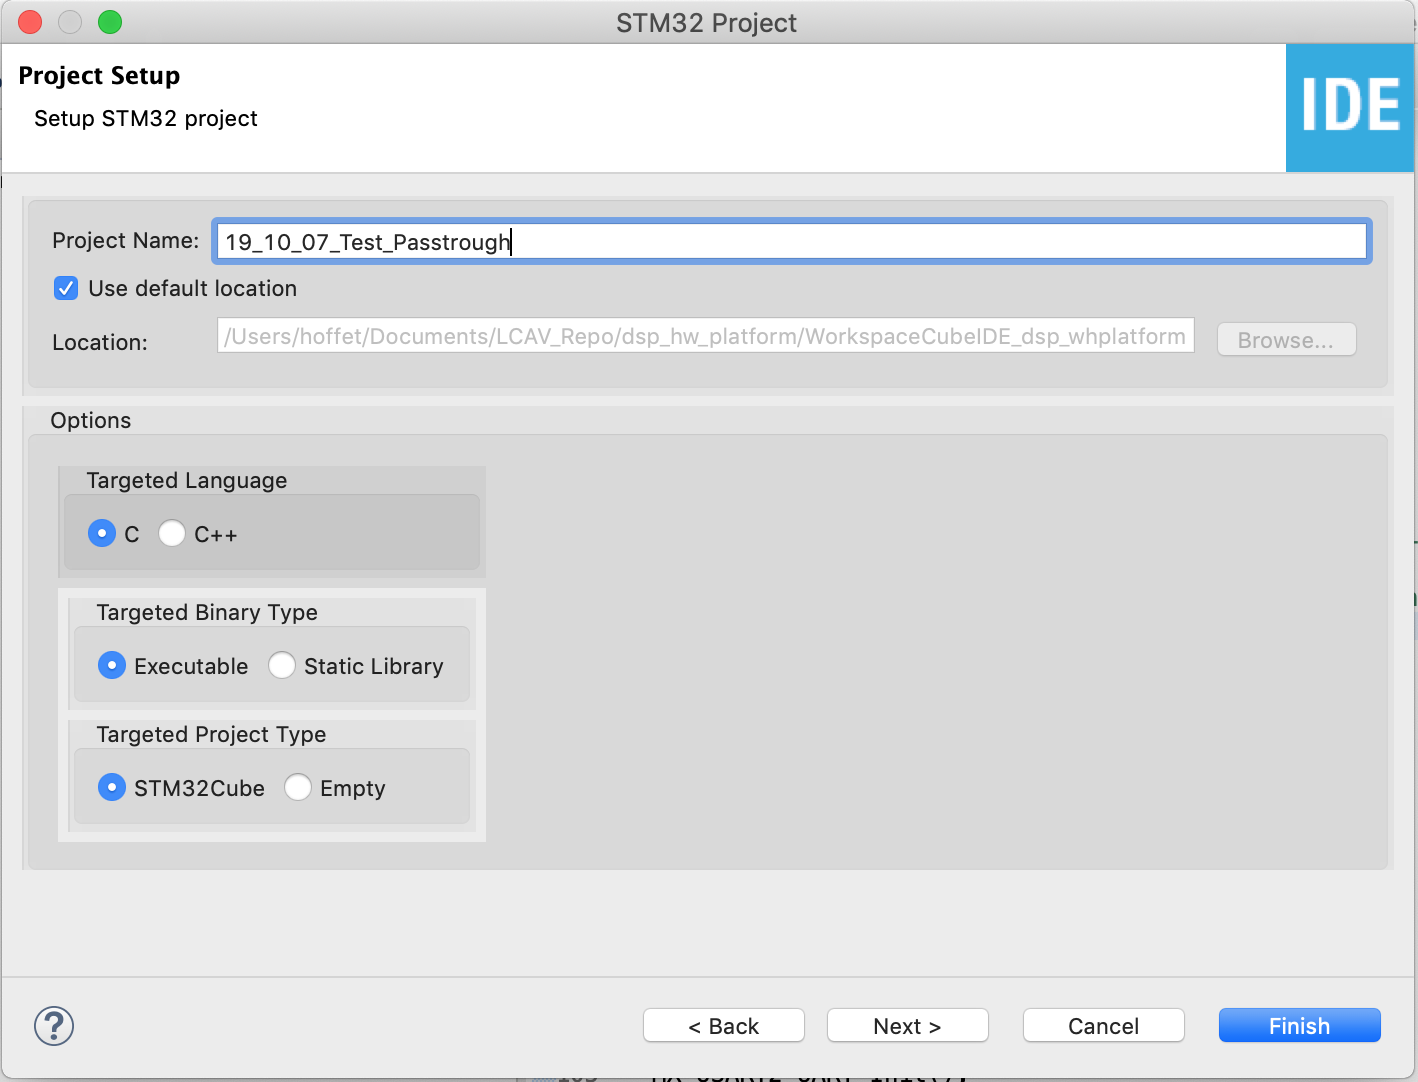 STM32 Project
Project Setup
IDE
Setup STM32 project
Project Name: 19_10_07_Test_Passtrough
Use default location
Location: /Users/hoffet/Documents/LCAV_Repo/dsp_hw_platform/WorkspaceCubeIDE_dsp_whplatform Browse...
Options
Targeted Language
C C++
Targeted Binary Type
Executable Static Library
Targeted Project Type
STM32Cube Empty
? < Back Next > Cancel Finish